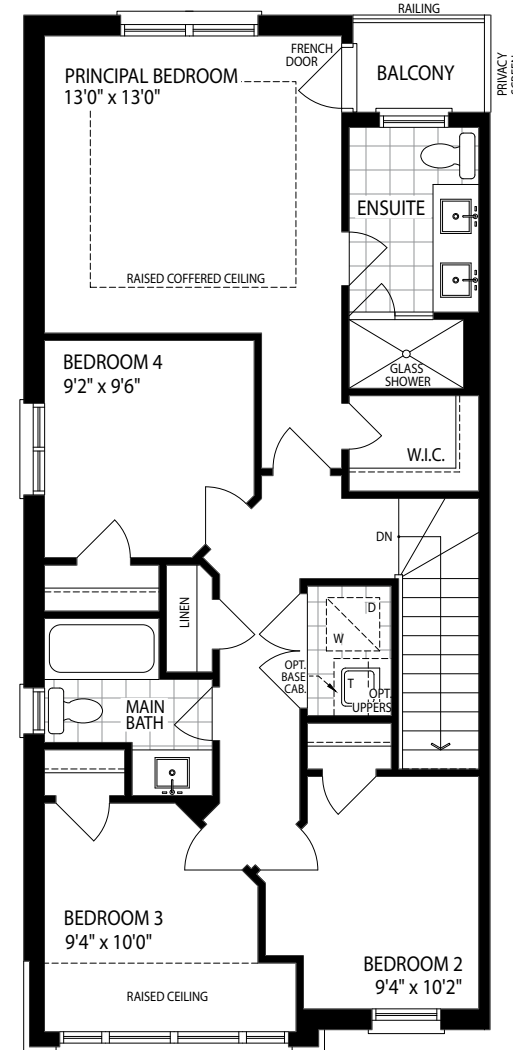 RAILING
FRENCH
DOOR
BALCONY
PRIVACY
SCREEN
PRINCIPAL BEDROOM
13'0" x 13'0"
ENSUITE
RAISED COFFERED CEILING
BEDROOM 4
9'2" x 9'6"
GLASS
SHOWER
W.I.C.
DN
LINEN
D
W
OPT.
BASE
CAB.
T
OPT.
UPPERS
MAIN
BATH
BEDROOM 3
9'4" x 10'0"
BEDROOM 2
9'4" x 10'2"
RAISED CEILING